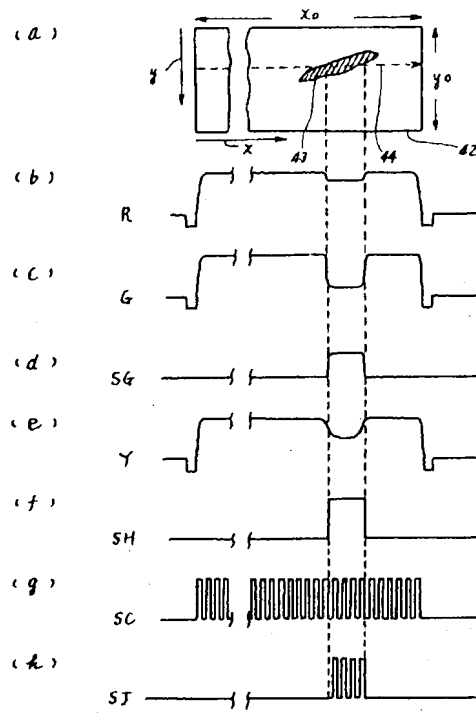 (a)
x₀
y
y₀
x
43
44
42
(b)
R
(c)
G
(d)
SG
(e)
Y
(f)
SH
(g)
SC
(h)
SJ